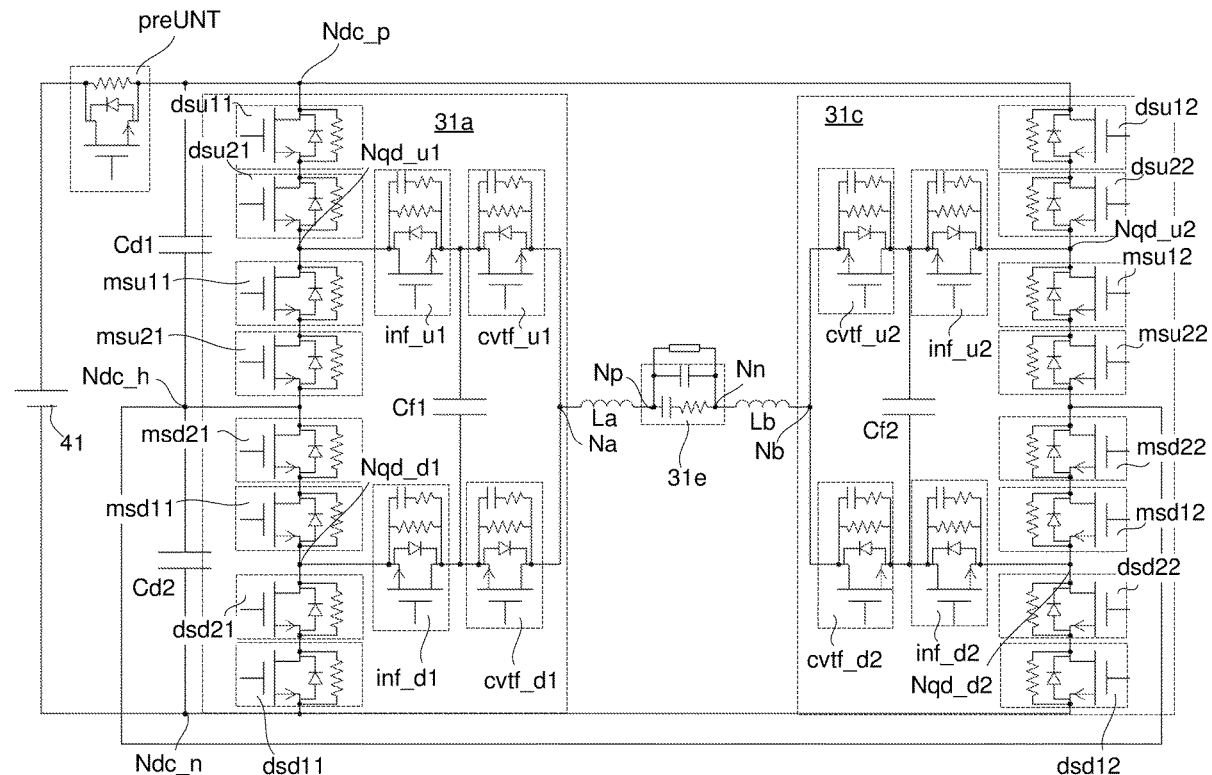 preUNT
Ndc_p
dsu11
31a
31c
dsu12
dsu21
Nqd_u1
dsu22
Cd1
Nqd_u2
msu11
msu12
inf_u1
cvtf_u1
cvtf_u2
inf_u2
msu21
msu22
Ndc_h
Np
Nn
41
La
Lb
Cf1
Cf2
Na
Nb
msd21
31e
msd22
Nqd_d1
msd11
msd12
Cd2
dsd22
dsd21
cvtf_d2
inf_d2
inf_d1
cvtf_d1
Nqd_d2
Ndc_n
dsd11
dsd12